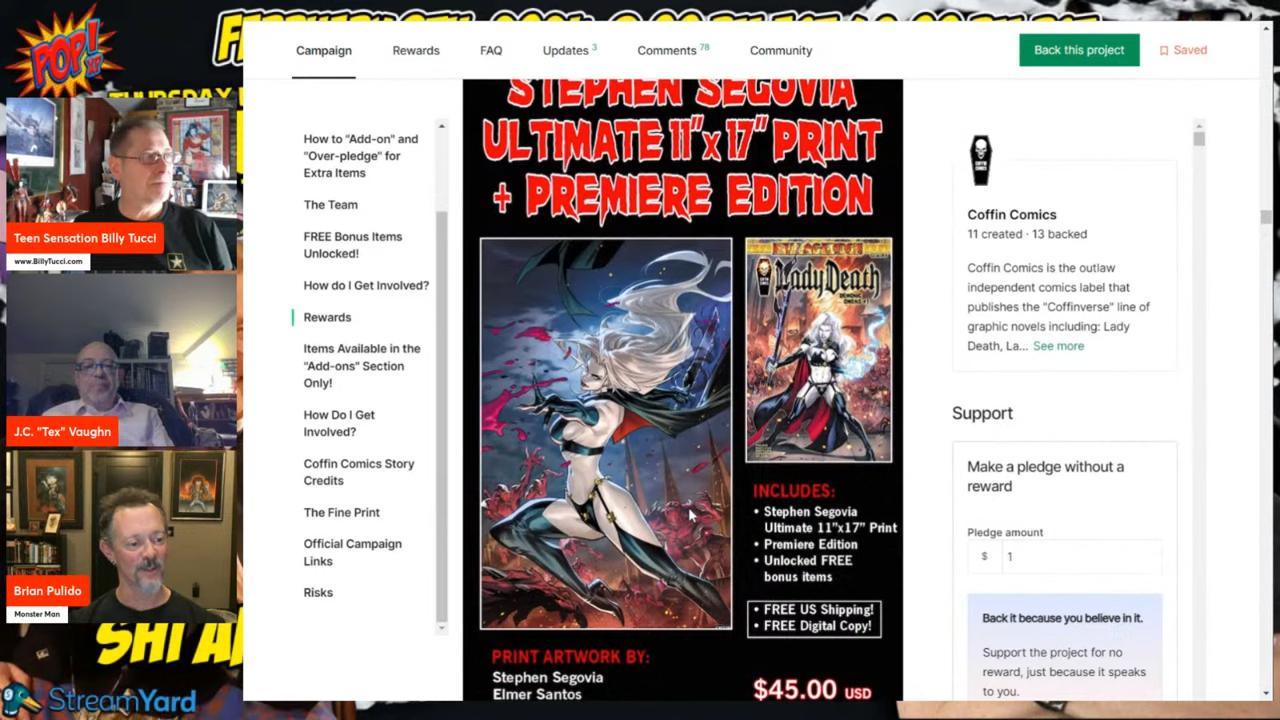 POP!
XP
THURSDAY
Teen Sensation Billy Tucci
www.BillyTucci.com
J.C. "Tex" Vaughn
Brian Pulido
Monster Man
SHI A
StreamYard
Campaign
Rewards
FAQ
Updates 3
Comments 78
Community
Back this project
Saved
How to "Add-on" and
"Over-pledge" for
Extra Items
The Team
FREE Bonus Items
Unlocked!
How do I Get Involved?
Rewards
Items Available in the
"Add-ons" Section
Only!
How Do I Get
Involved?
Coffin Comics Story
Credits
The Fine Print
Official Campaign
Links
Risks
STEPHEN SEGOVIA
ULTIMATE 11"x17" PRINT
+ PREMIERE EDITION
Lady Death
INCLUDES:
• Stephen Segovia
Ultimate 11"x17" Print
• Premiere Edition
• Unlocked FREE
bonus items
• FREE US Shipping!
• FREE Digital Copy!
PRINT ARTWORK BY:
Stephen Segovia
Elmer Santos
$45.00 USD
COFFIN
COMICS
Coffin Comics
11 created · 13 backed
Coffin Comics is the outlaw
independent comics label that
publishes the "Coffinverse" line of
graphic novels including: Lady
Death, La... See more
Support
Make a pledge without a
reward
Pledge amount
$ 1
Back it because you believe in it.
Support the project for no
reward, just because it speaks
to you.